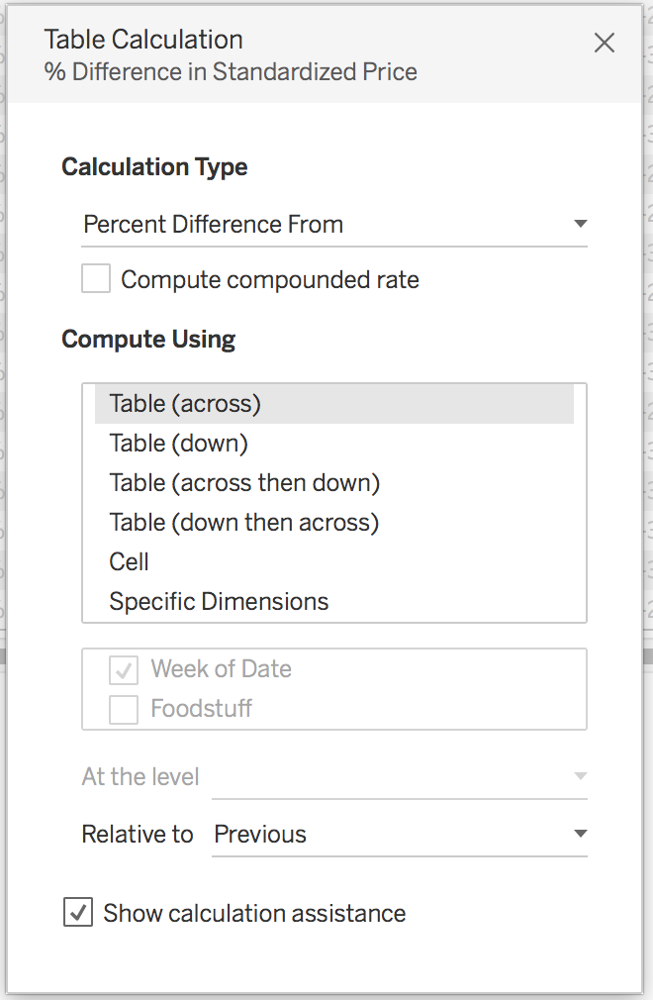 Table Calculation
% Difference in Standardized Price
Calculation Type
Percent Difference From
Compute compounded rate
Compute Using
Table (across)
Table (down)
Table (across then down)
Table (down then across)
Cell
Specific Dimensions
Week of Date
Foodstuff
At the level
Relative to Previous
Show calculation assistance